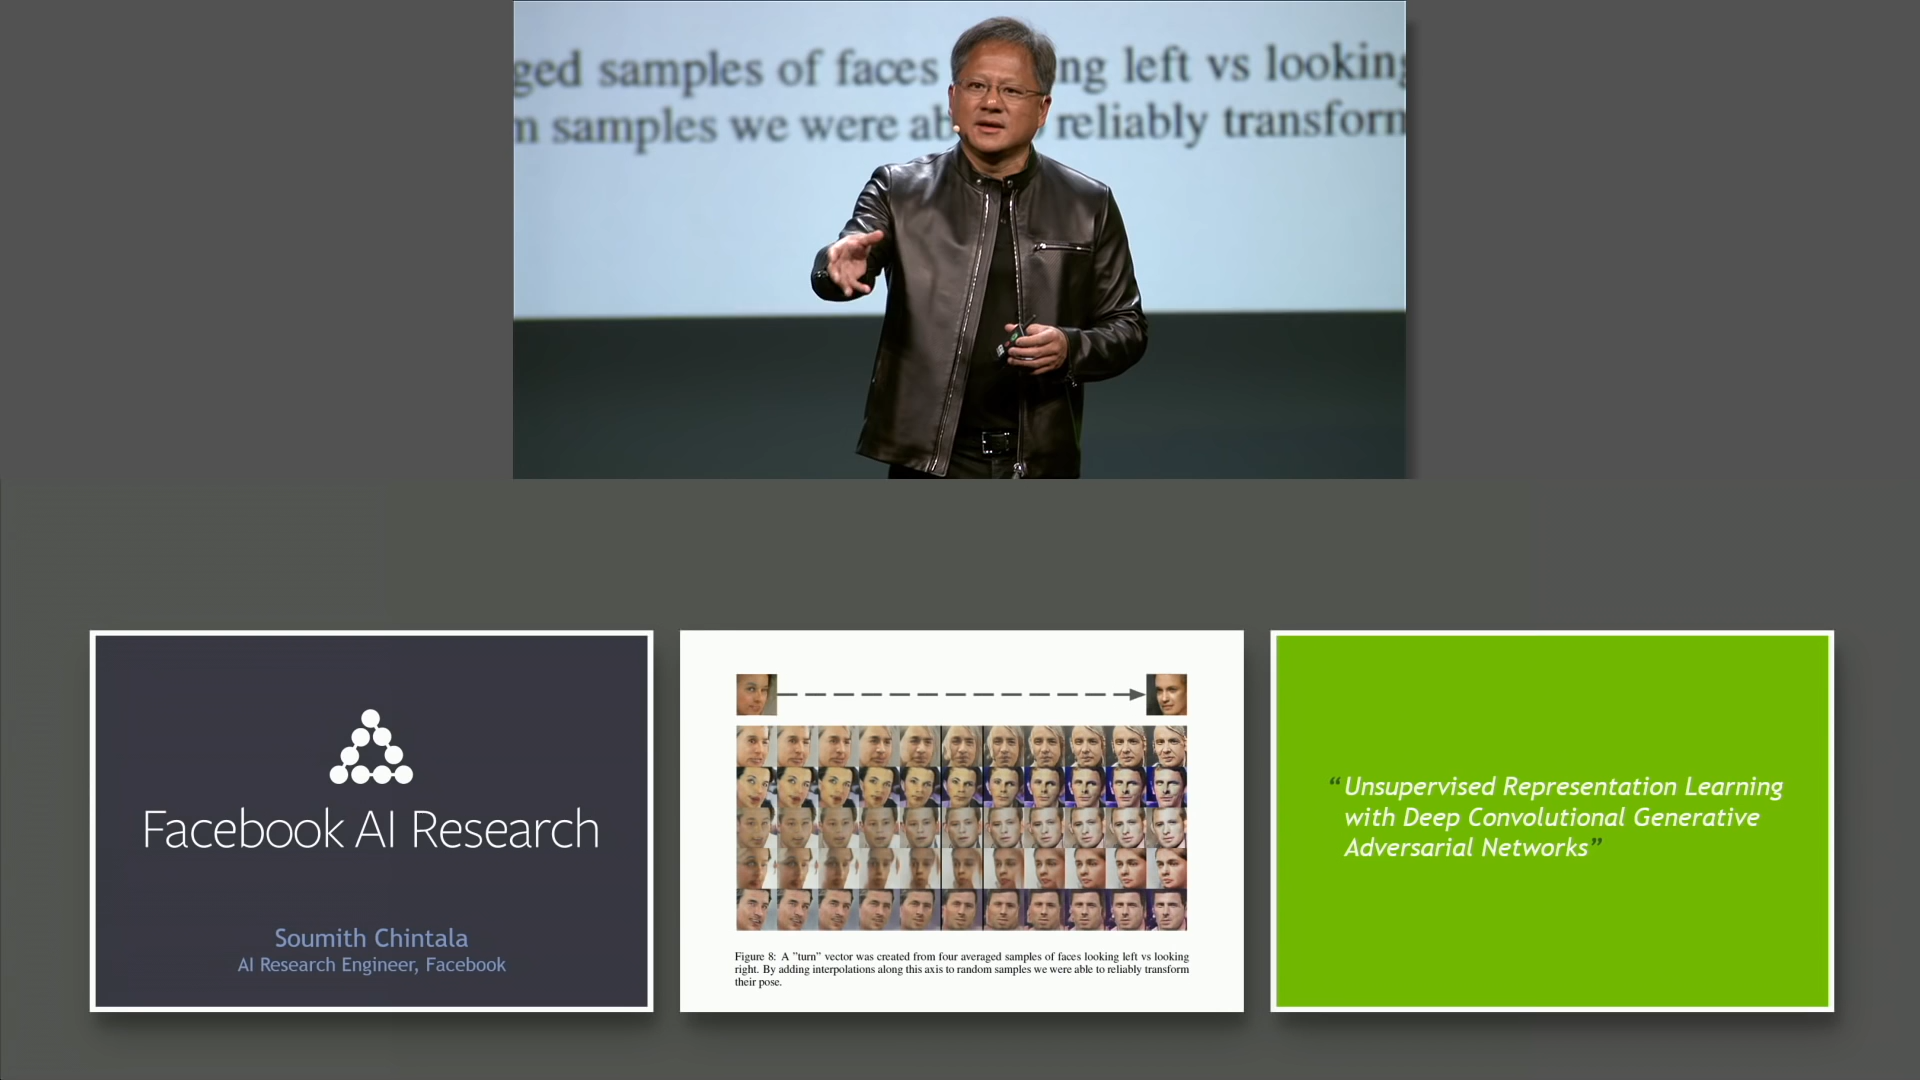 ged samples of faces ng left vs looking
m samples we were ab reliably transform
Facebook AI Research
Soumith Chintala
AI Research Engineer, Facebook
Figure 8: A "turn" vector was created from four averaged samples of faces looking left vs looking
right. By adding interpolations along this axis to random samples we were able to reliably transform
their pose.
“Unsupervised Representation Learning
with Deep Convolutional Generative
Adversarial Networks”